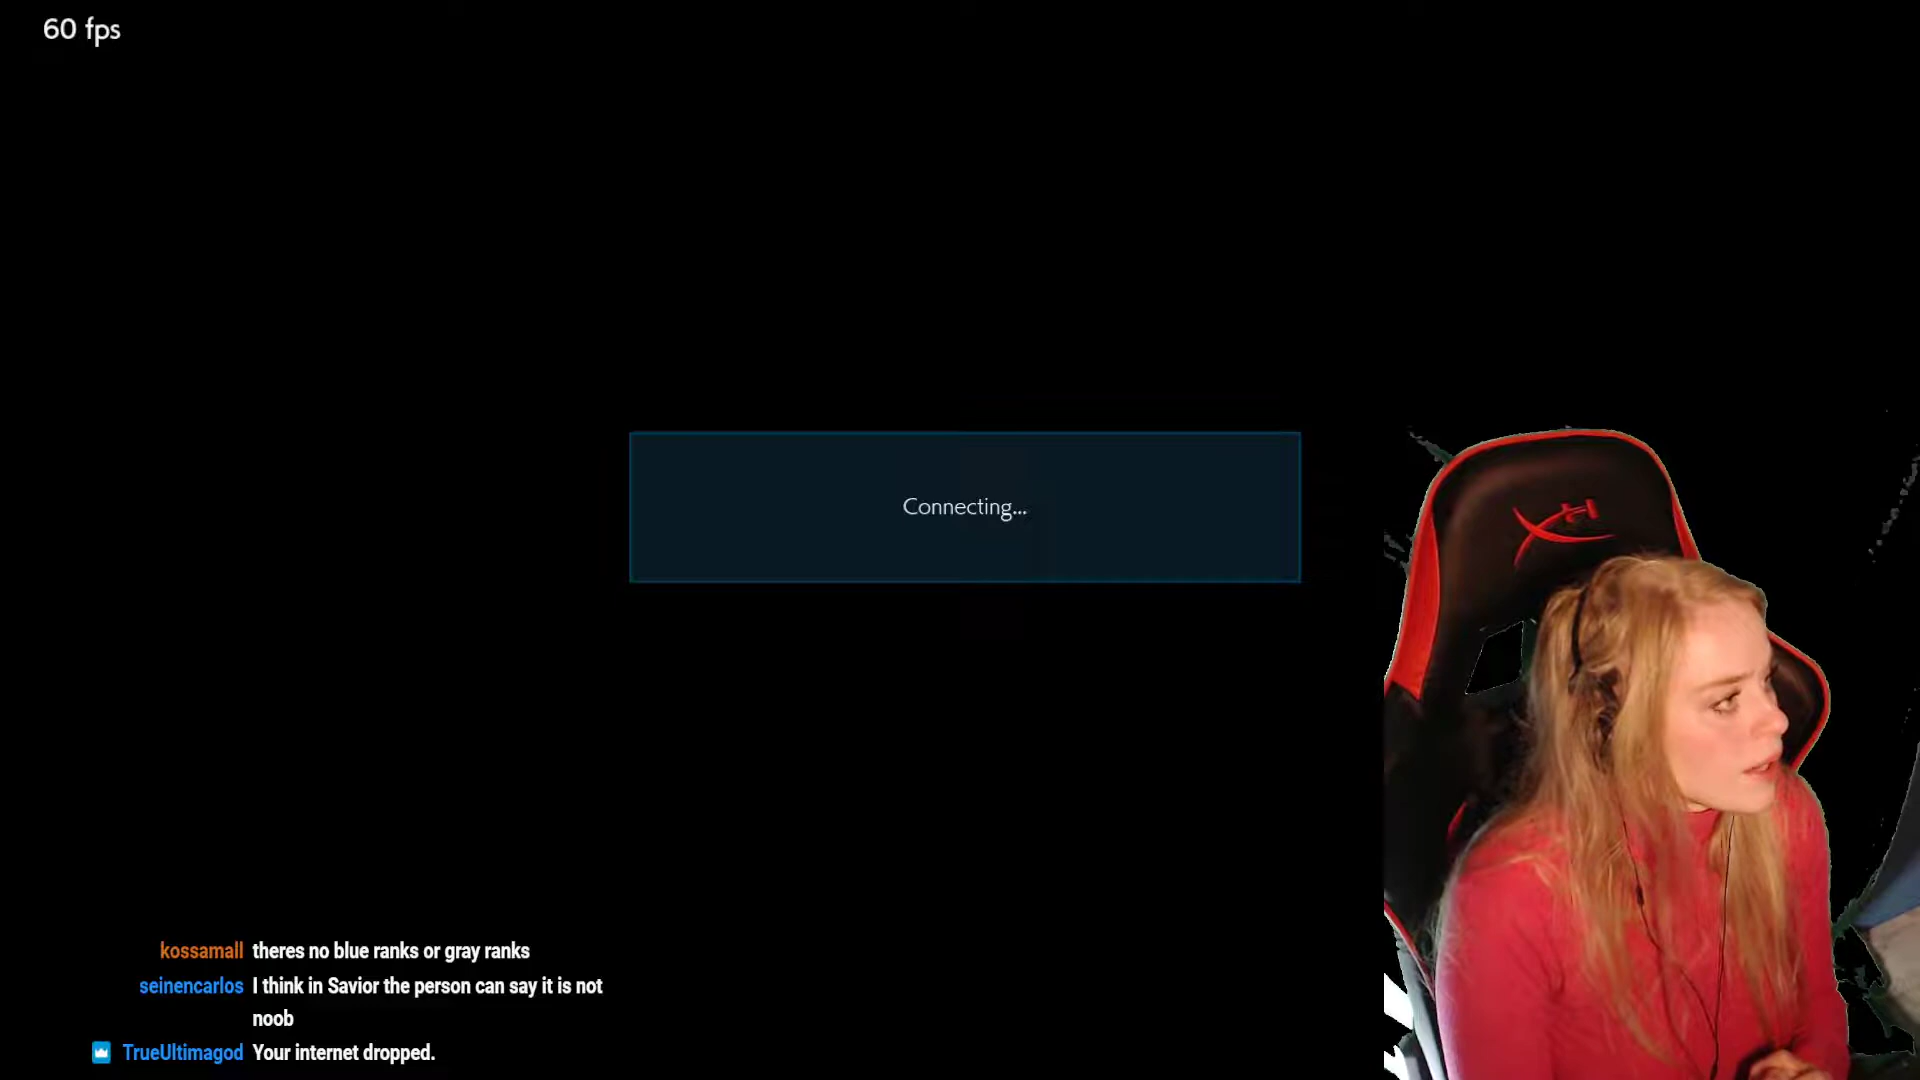 60 fps
Connecting...
kossamall theres no blue ranks or gray ranks
seinencarlos I think in Savior the person can say it is not
noob
TrueUltimagod Your internet dropped.